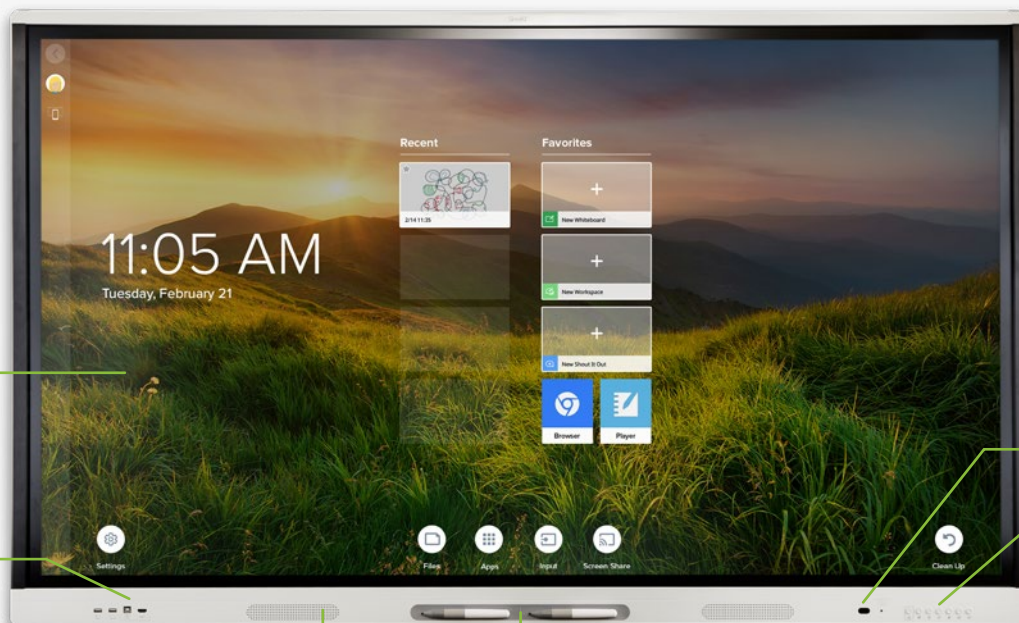 Recent
Favorites
2/14 11:35
New Whiteboard
11:05 AM
Tuesday, February 21
New Workspace
New Shout It Out
Browser
Player
Settings
Files
Apps
Input
Screen Share
Clean Up